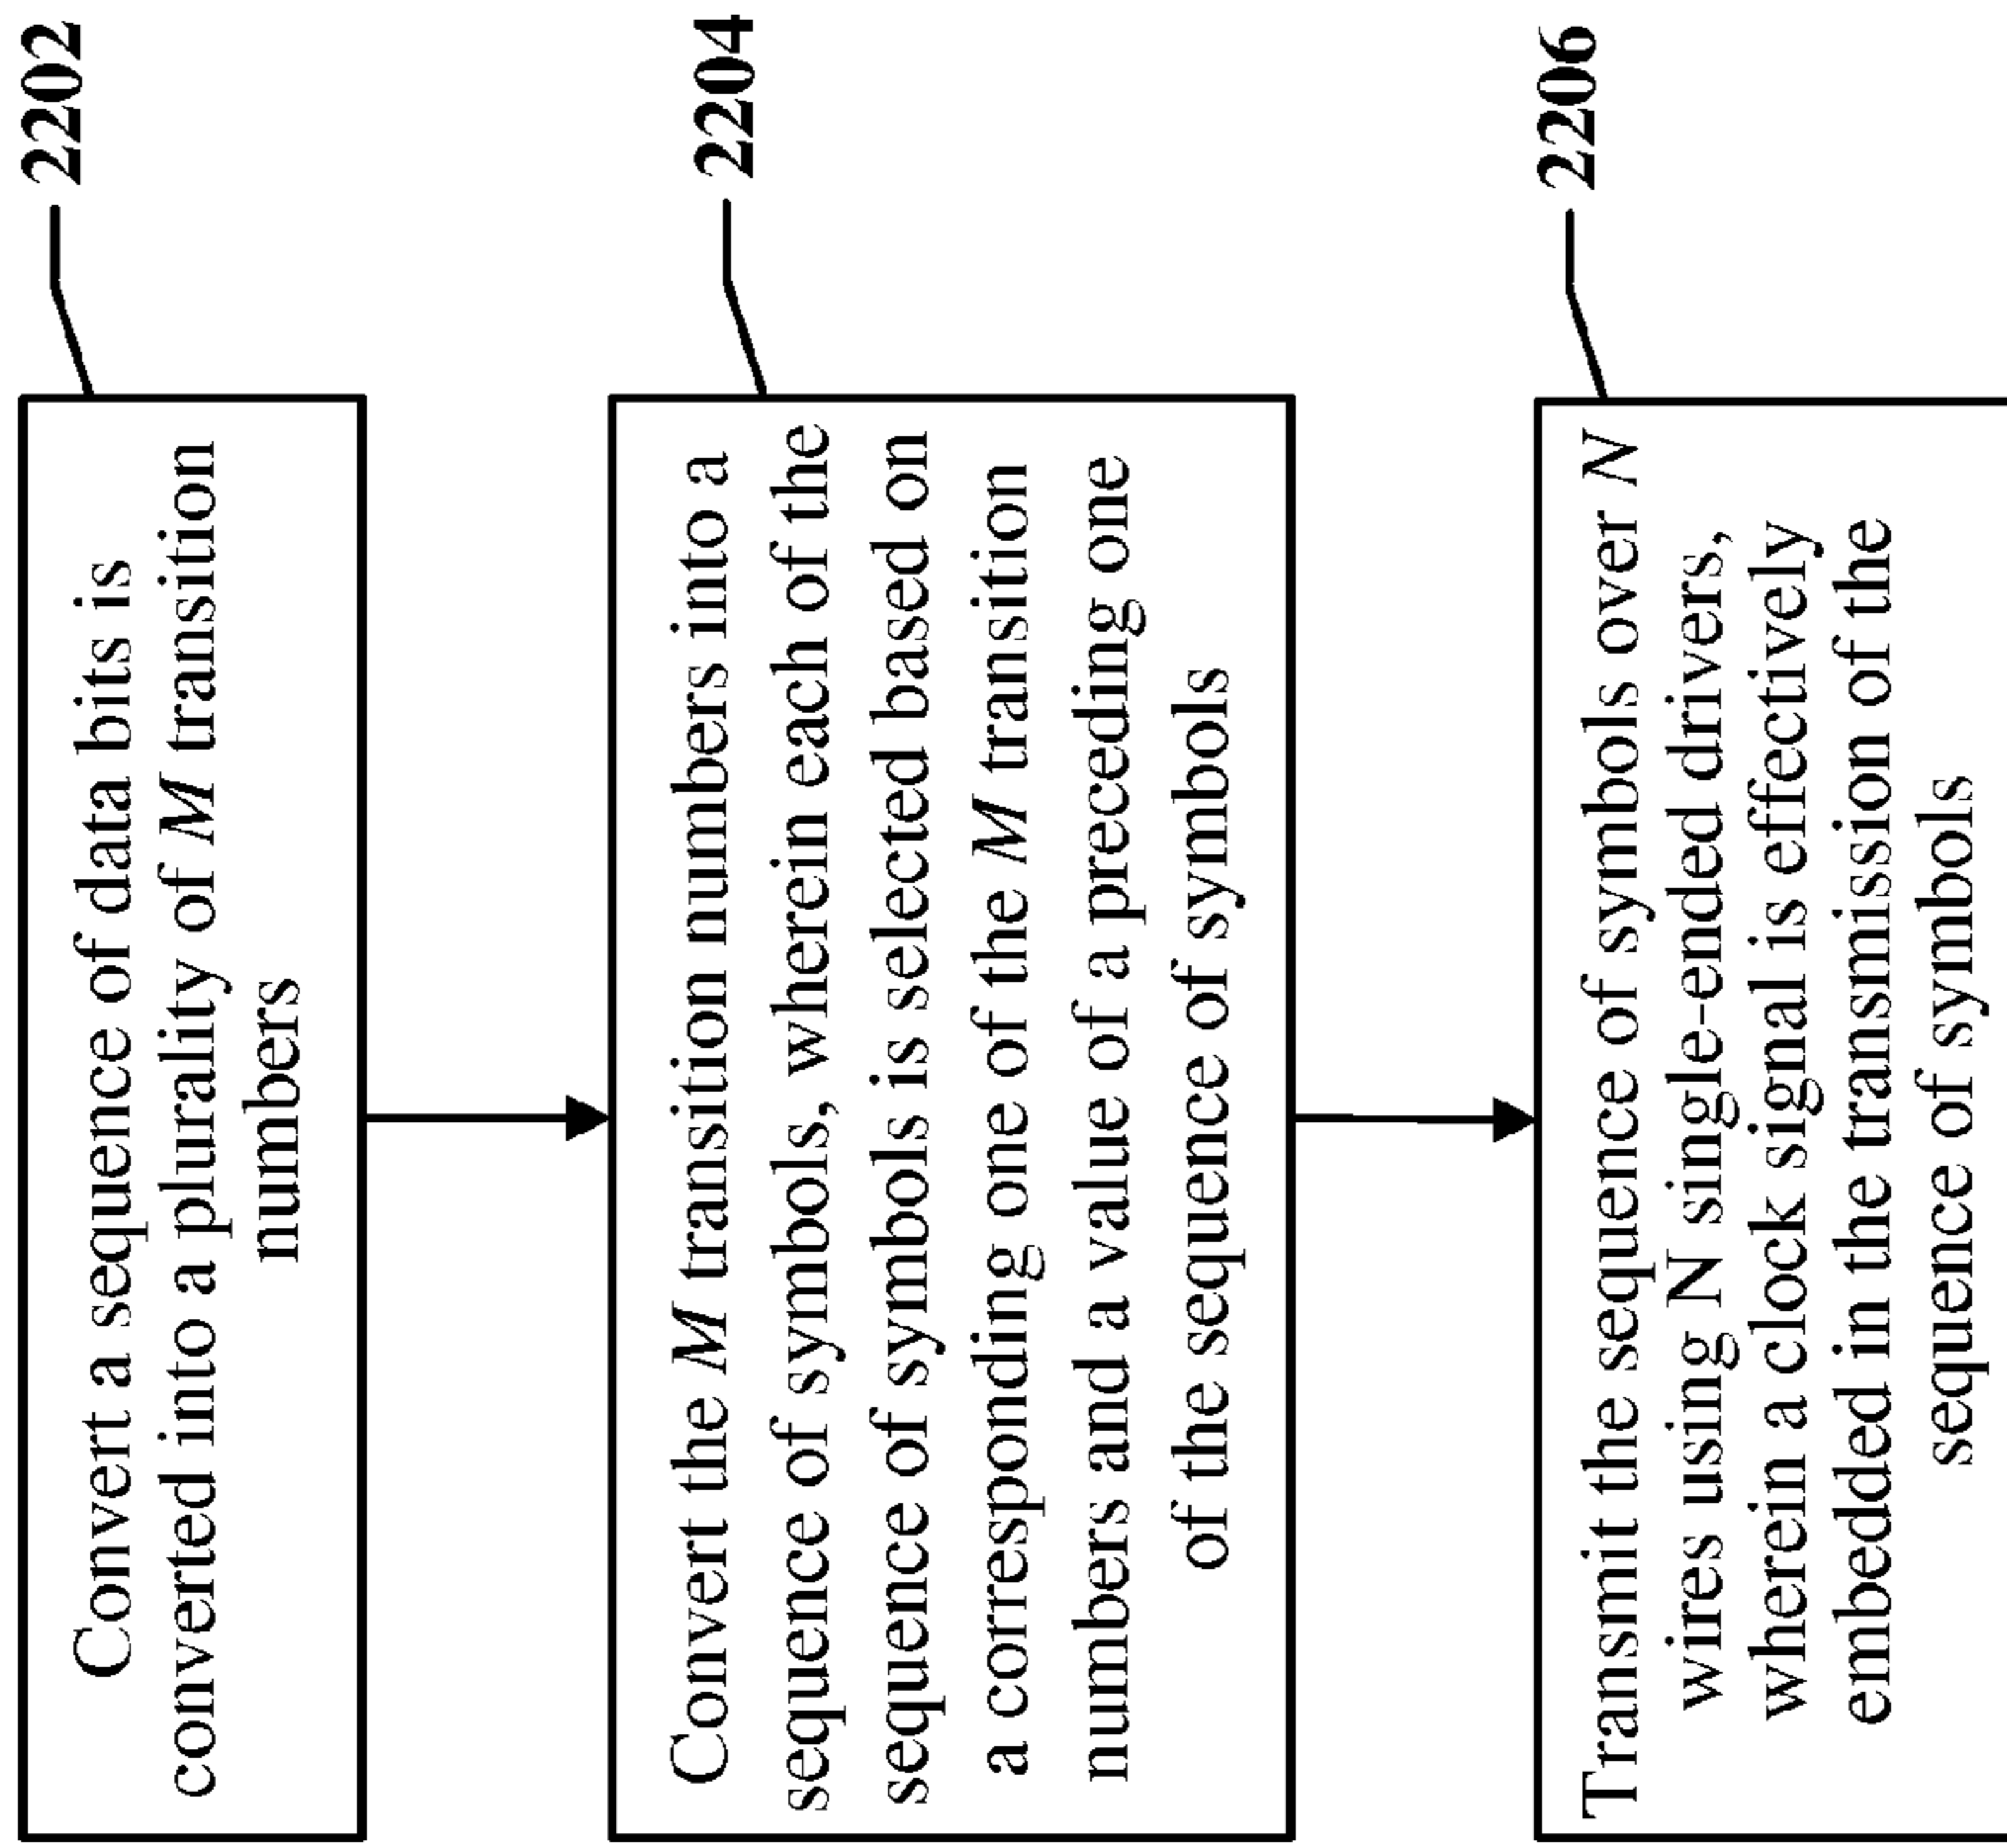 Convert a sequence of data bits is
converted into a plurality of M transition
numbers
2202
Convert the M transition numbers into a
sequence of symbols, wherein each of the
sequence of symbols is selected based on
a corresponding one of the M transition
numbers and a value of a preceding one
of the sequence of symbols
2204
Transmit the sequence of symbols over N
wires using N single-ended drivers,
wherein a clock signal is effectively
embedded in the transmission of the
sequence of symbols
2206